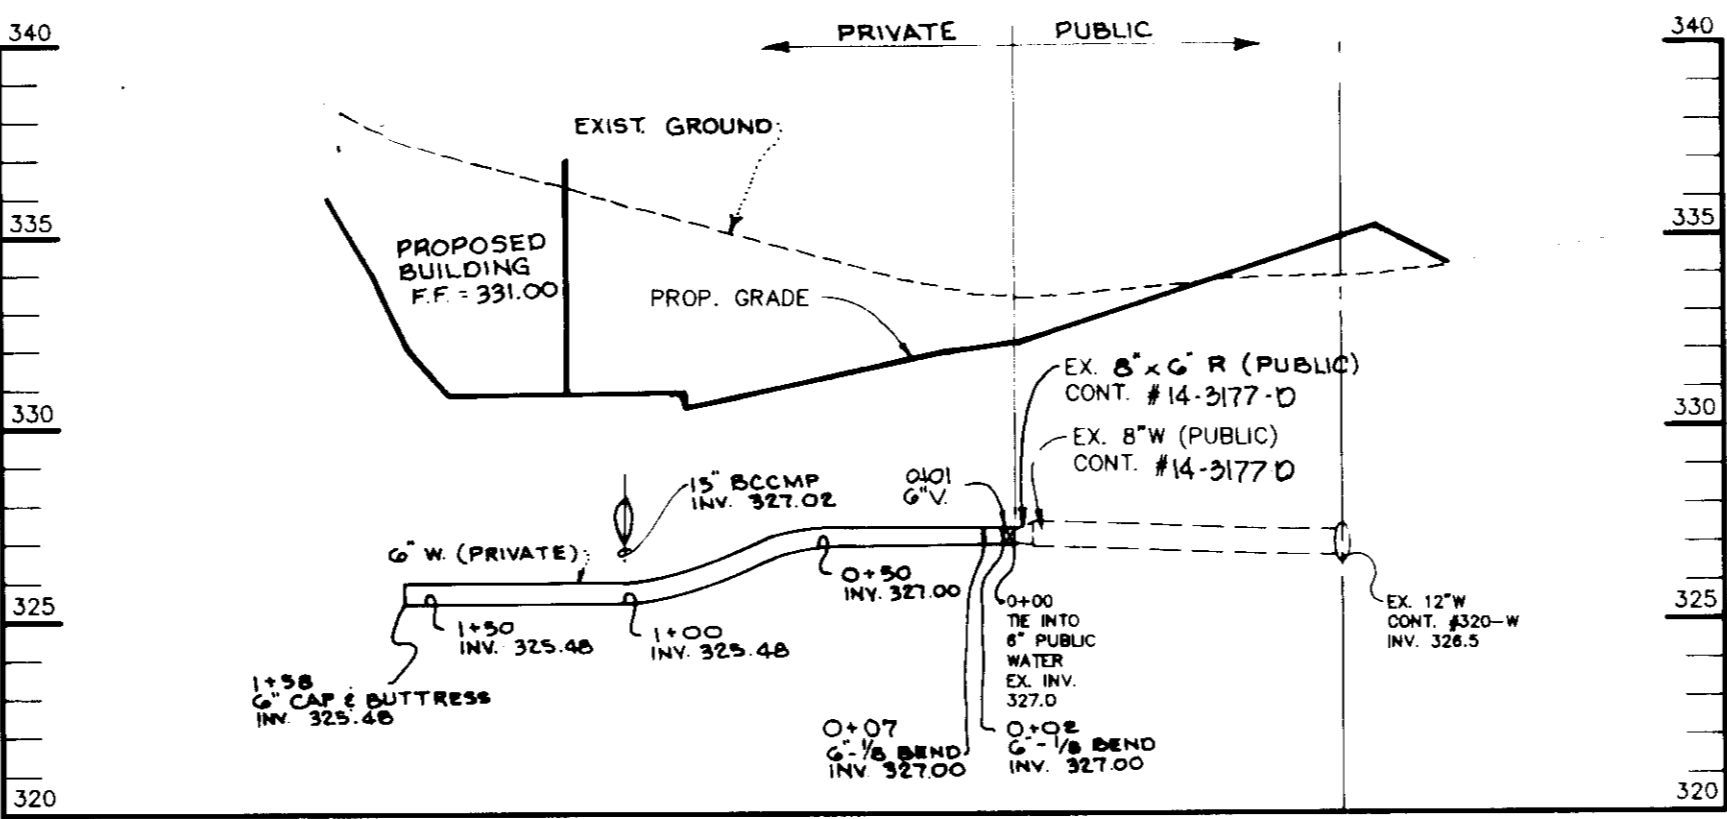 340
PRIVATE
PUBLIC
340
EXIST. GROUND
335
PROPOSED
BUILDING
F.F. = 331.00
335
PROP. GRADE
330
EX. 8" x 6" R (PUBLIC)
CONT. #14-3177-D
330
EX. 8" W (PUBLIC)
CONT. #14-3177 D
15" BCCMP
INV. 327.02
0+01
6" V.
6" W. (PRIVATE)
0+50
INV. 327.00
325
1+50
INV. 325.48
1+00
INV. 325.48
0+00
TIE INTO
6" PUBLIC
WATER
EX. INV.
327.0
EX. 12" W
CONT. #320-W
INV. 326.5
325
1+58
6" CAP & BUTTRESS
INV. 325.48
0+07
6"-1/8 BEND
INV. 327.00
0+02
6"-1/8 BEND
INV. 327.00
320
320